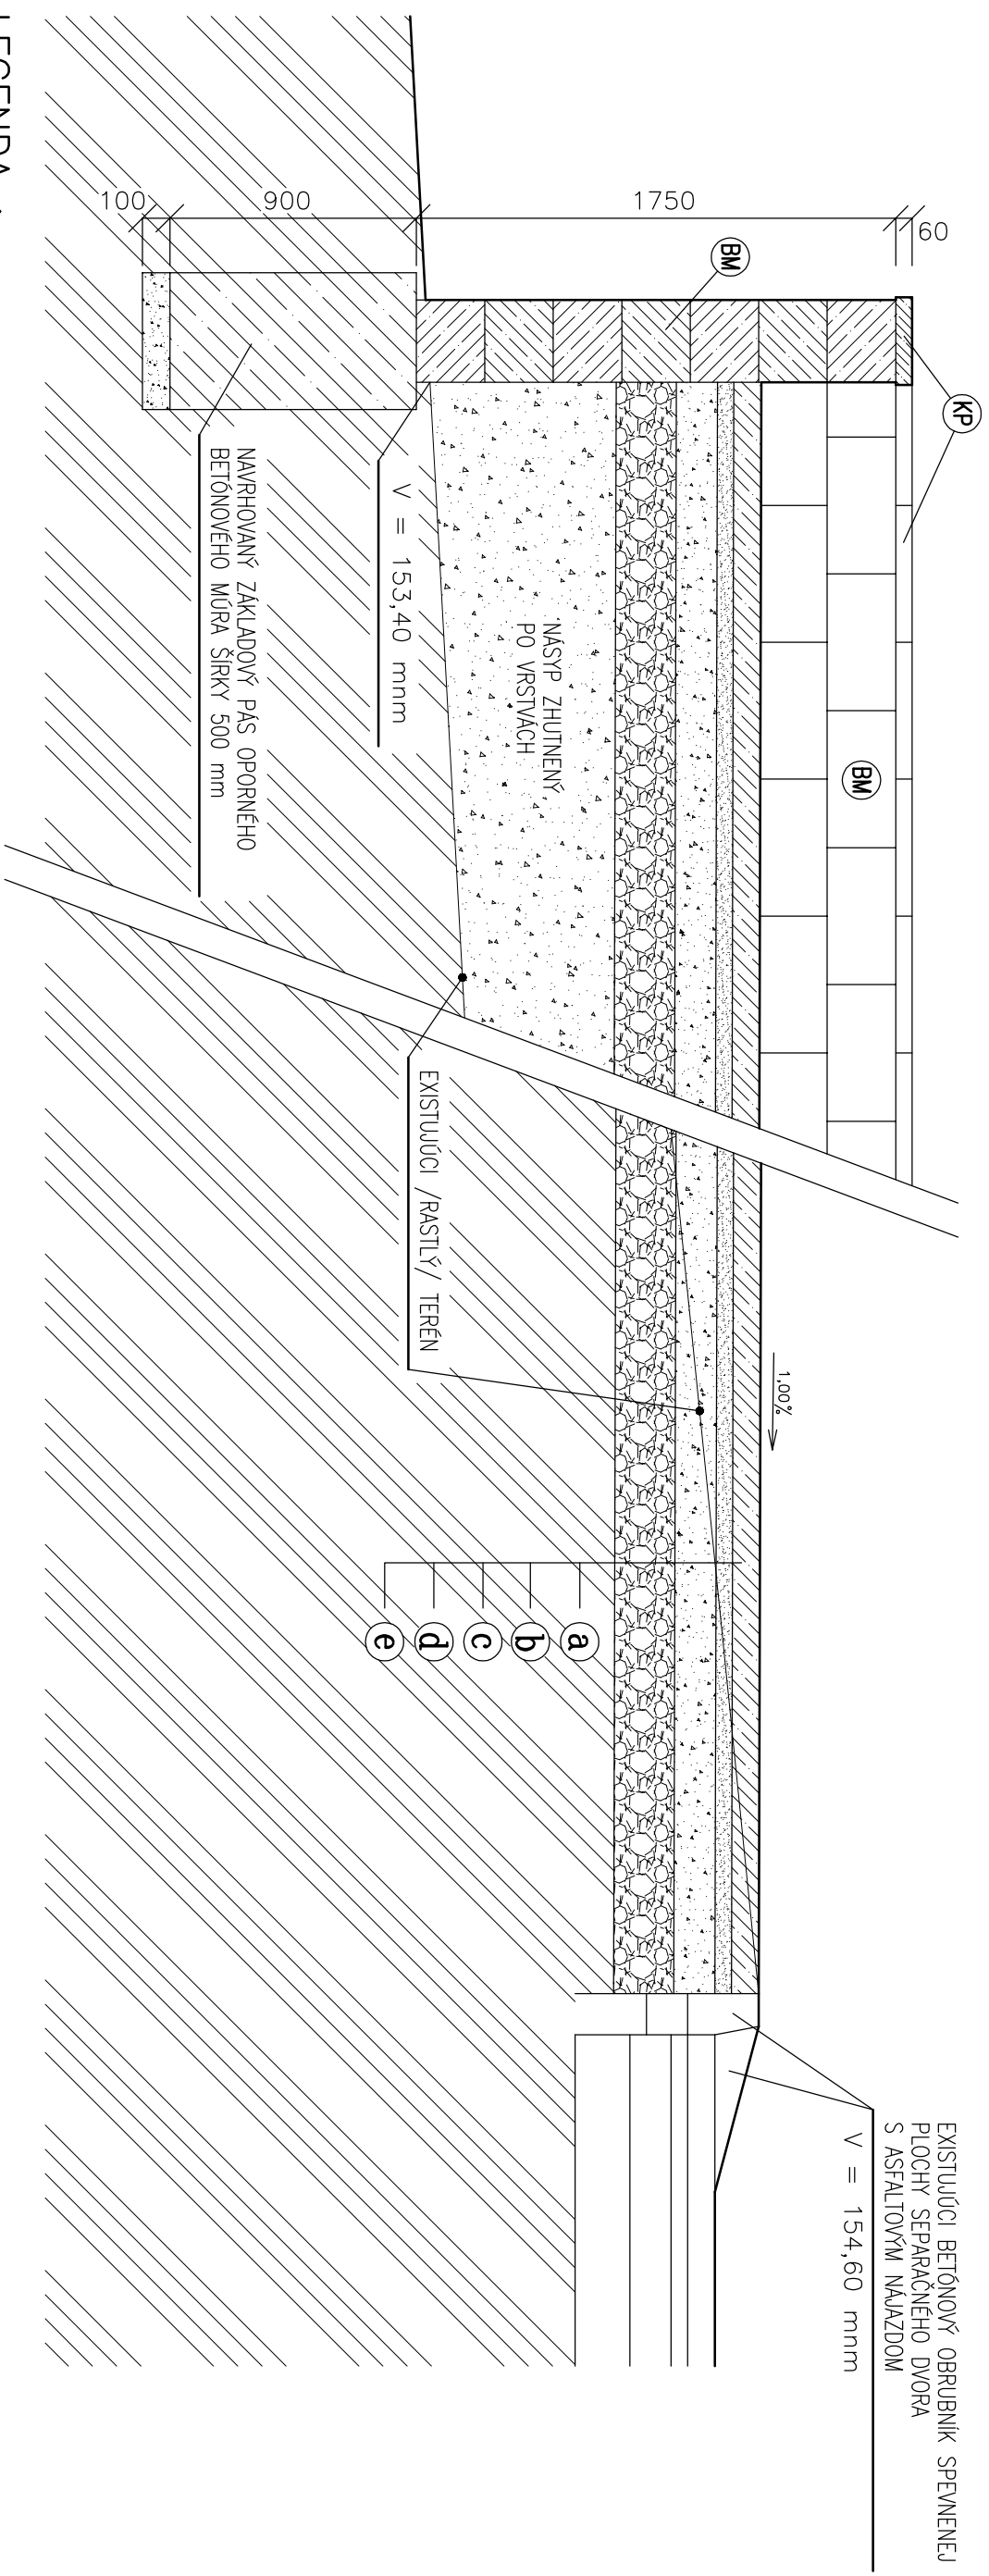 EXISTUJÚCI BETÓNOVÝ OBRUBNÍK SPEVNENEJ
PLOCHY SEPARAČNÉHO DVORA
S ASFALTOVÝM NÁJAZDOM
V = 154,60 mnm
KP
BM
BM
1,00%
60
1750
900
100
NÁSYP ZHUTNENÝ
PO VRSTVÁCH
V = 153,40 mnm
NAVRHOVANÝ ZÁKLADOVÝ PÁS OPORNÉHO
BETÓNOVÉHO MÚRA ŠÍRKY 500 mm
EXISTUJÚCI /RASTLÝ/ TERÉN
a
b
c
d
e